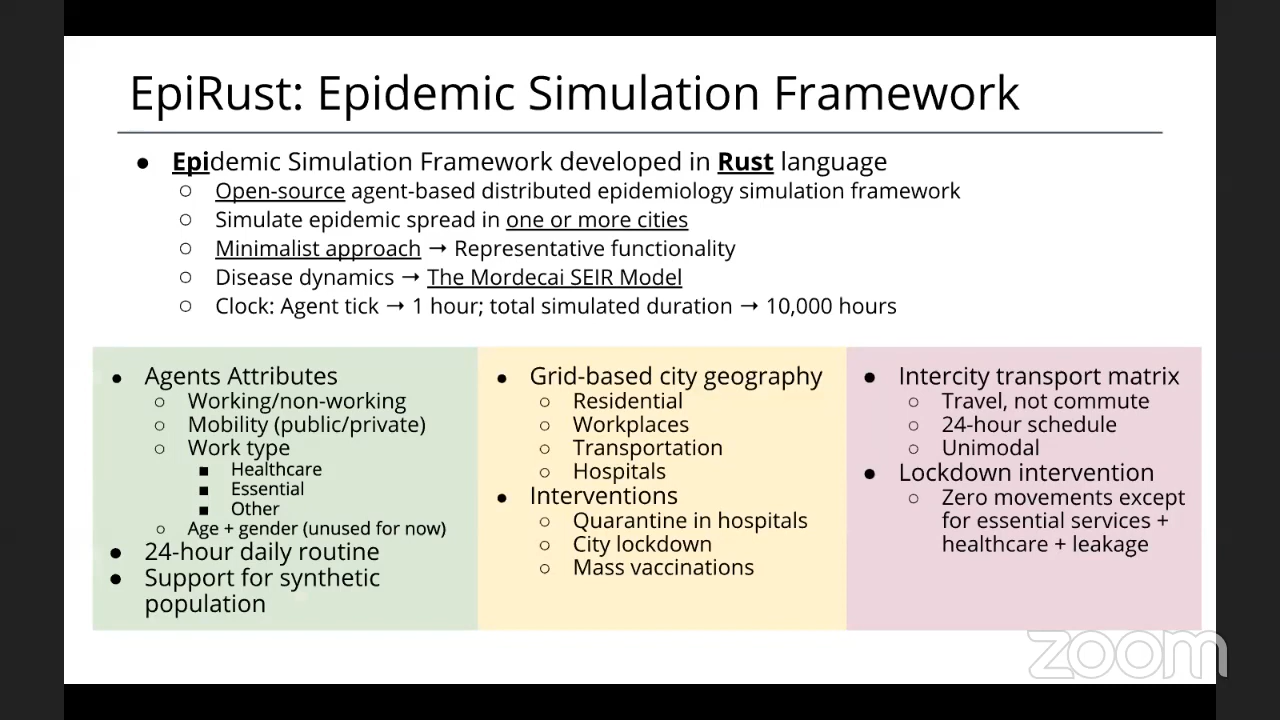 EpiRust: Epidemic Simulation Framework
● Epidemic Simulation Framework developed in Rust language
○ Open-source agent-based distributed epidemiology simulation framework
○ Simulate epidemic spread in one or more cities
○ Minimalist approach → Representative functionality
○ Disease dynamics → The Mordecai SEIR Model
○ Clock: Agent tick → 1 hour; total simulated duration → 10,000 hours
● Agents Attributes
○ Working/non-working
○ Mobility (public/private)
○ Work type
■ Healthcare
■ Essential
■ Other
○ Age + gender (unused for now)
● 24-hour daily routine
● Support for synthetic
population
● Grid-based city geography
○ Residential
○ Workplaces
○ Transportation
○ Hospitals
● Interventions
○ Quarantine in hospitals
○ City lockdown
○ Mass vaccinations
● Intercity transport matrix
○ Travel, not commute
○ 24-hour schedule
○ Unimodal
● Lockdown intervention
○ Zero movements except
for essential services +
healthcare + leakage
zoom